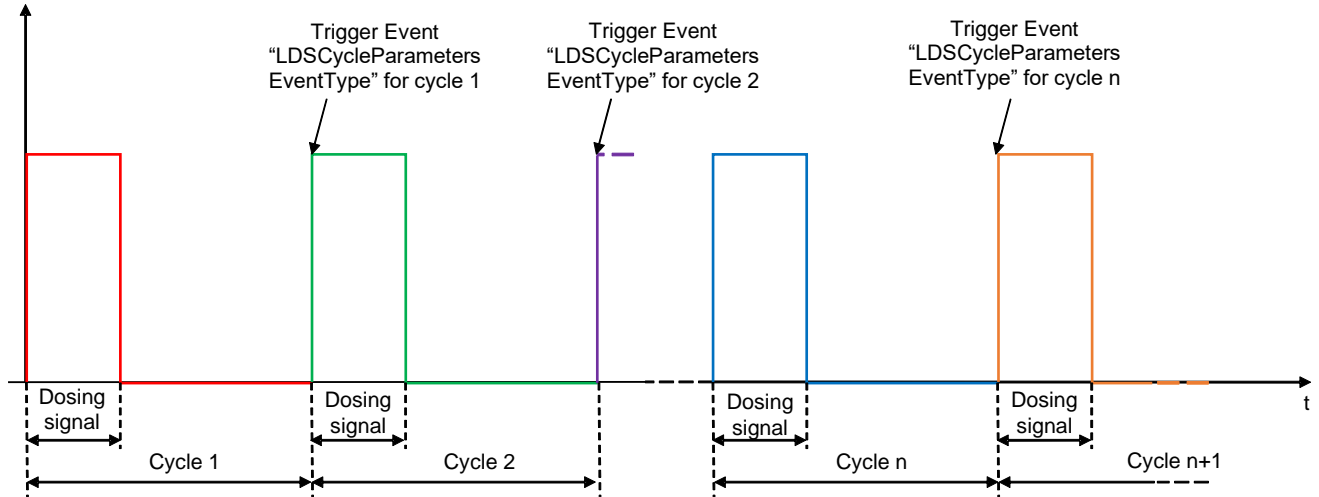 Trigger Event
“LDSCycleParameters
EventType” for cycle 1
Trigger Event
“LDSCycleParameters
EventType” for cycle 2
Trigger Event
“LDSCycleParameters
EventType” for cycle n
Dosing
signal
Dosing
signal
Dosing
signal
Dosing
signal
t
Cycle 1
Cycle 2
Cycle n
Cycle n+1